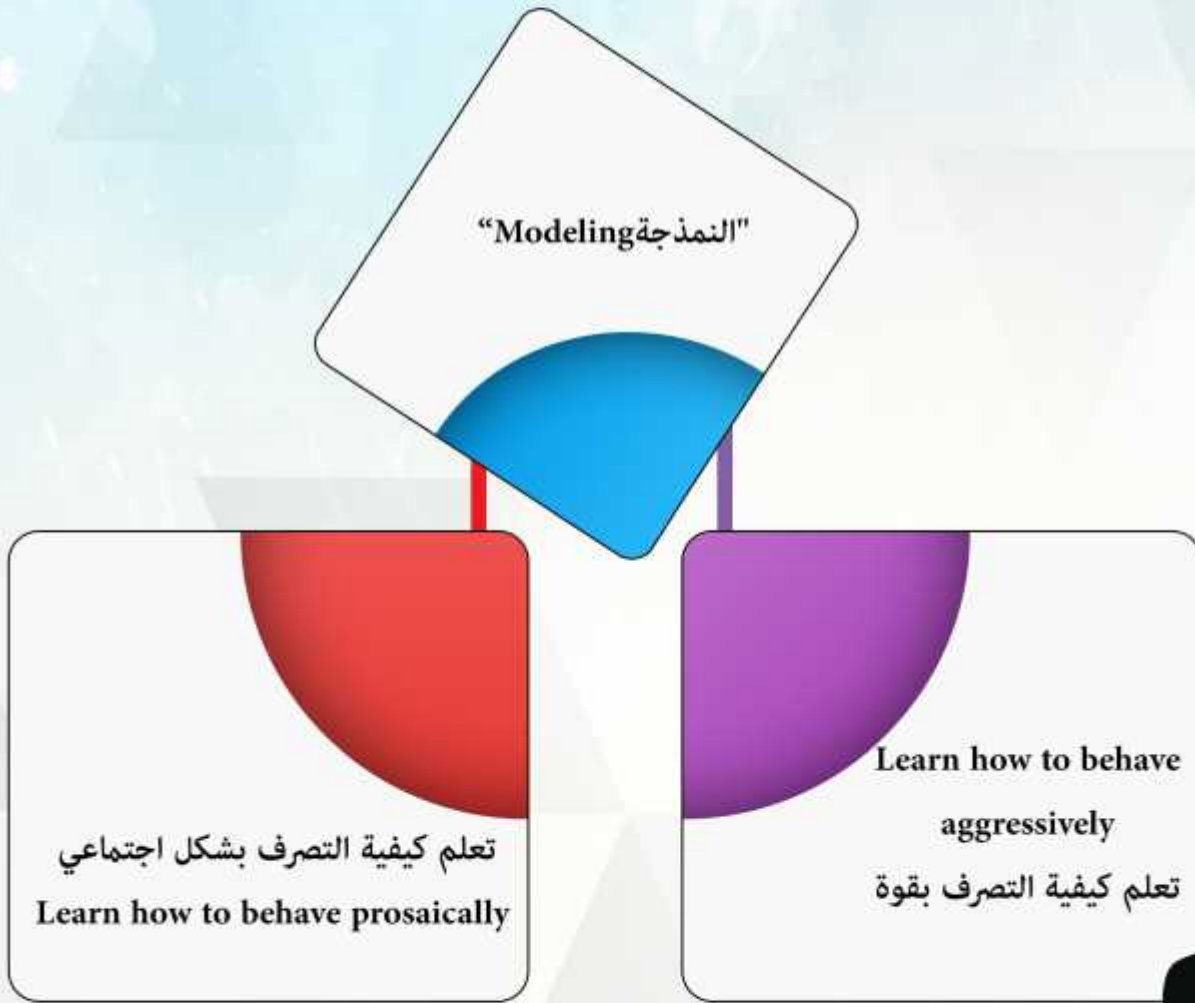 “Modelingالنمذجة"
تعلم كيفية التصرف بشكل اجتماعي
Learn how to behave prosaically
Learn how to behave
aggressively
تعلم كيفية التصرف بقوة